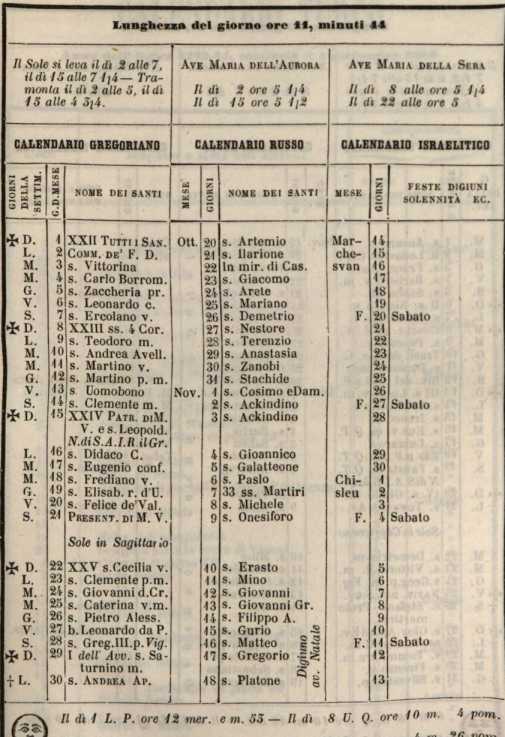 Lunghezza del giorno ore 11, minuti 44
Il Sole si leva il dì 2 alle 7,
il dì 15 alle 7 1¡4 — Tra-
monta il dì 2 alle 5, il dì
15 alle 4 3¡4.
AVE MARIA DELL'AURORA
Il dì 2 ore 5 1¡4
Il dì 15 ore 5 1¡2
AVE MARIA DELLA SERA
Il dì 8 alle ore 5 1¡4
Il dì 22 alle ore 5
CALENDARIO GREGORIANO CALENDARIO RUSSO CALENDARIO ISRAELITICO
GIORNI DELLA SETTIM. G. D. MESE NOME DEI SANTI MESE GIORNI NOME DEI SANTI MESE GIORNI FESTE DIGIUNI SOLENNITÀ EC.
✠ D. 1 XXII TUTTI I SAN. Ott. 20 s. Artemio Mar- 14
L. 2 COMM. DE' F. D. 21 s. Ilarione che- 15
M. 3 s. Vittorina 22 In mir. di Cas. svan 16
M. 4 s. Carlo Borrom. 23 s. Giacomo 17
G. 5 s. Zaccheria pr. 24 s. Arete 18
V. 6 s. Leonardo c. 25 s. Mariano 19
S. 7 s. Ercolano v. 26 s. Demetrio F. 20 Sabato
✠ D. 8 XXIII ss. 4 Cor. 27 s. Nestore 21
L. 9 s. Teodoro m. 28 s. Terenzio 22
M. 10 s. Andrea Avell. 29 s. Anastasia 23
M. 11 s. Martino v. 30 s. Zanobi 24
G. 12 s. Martino p. m. 31 s. Stachide 25
V. 13 s. Uomobono Nov. 1 s. Cosimo eDam. 26
S. 14 s. Clemente m. 2 s. Ackindino F. 27 Sabato
✠ D. 15 XXIV PATR. DI M. 3 s. Ackindino 28
V. e s. Leopold.
N. di S. A. I. R. il Gr.
L. 16 s. Didaco C. 4 s. Gioannico 29
M. 17 s. Eugenio conf. 5 s. Galatteone 30
M. 18 s. Frediano v. 6 s. Paslo Chi- 1
G. 19 s. Elisab. r. d'U. 7 33 ss. Martiri sleu 2
V. 20 s. Felice de'Val. 8 s. Michele 3
S. 21 PRESENT. DI M. V. 9 s. Onesiforo F. 4 Sabato
Sole in Sagittario
✠ D. 22 XXV s. Cecilia v. 10 s. Erasto 5
L. 23 s. Clemente p. m. 11 s. Mino 6
M. 24 s. Giovanni d. Cr. 12 s. Giovanni 7
M. 25 s. Caterina v. m. 13 s. Giovanni Gr. 8
G. 26 s. Pietro Aless. 14 s. Filippo A. 9
V. 27 b. Leonardo da P. 15 s. Gurio 10
S. 28 s. Greg. III. p. Vig. 16 s. Matteo F. 11 Sabato
✠ D. 29 I dell' Avv. s. Sa- 17 s. Gregorio 12
turnino m.
Digiuno
av. Natale
† L. 30 s. ANDREA AP. 18 s. Platone 13
Il dì 1 L. P. ore 12 mer. e m. 53 — Il dì 8 U. Q. ore 10 m. 4 pom.
m. 26 pom.